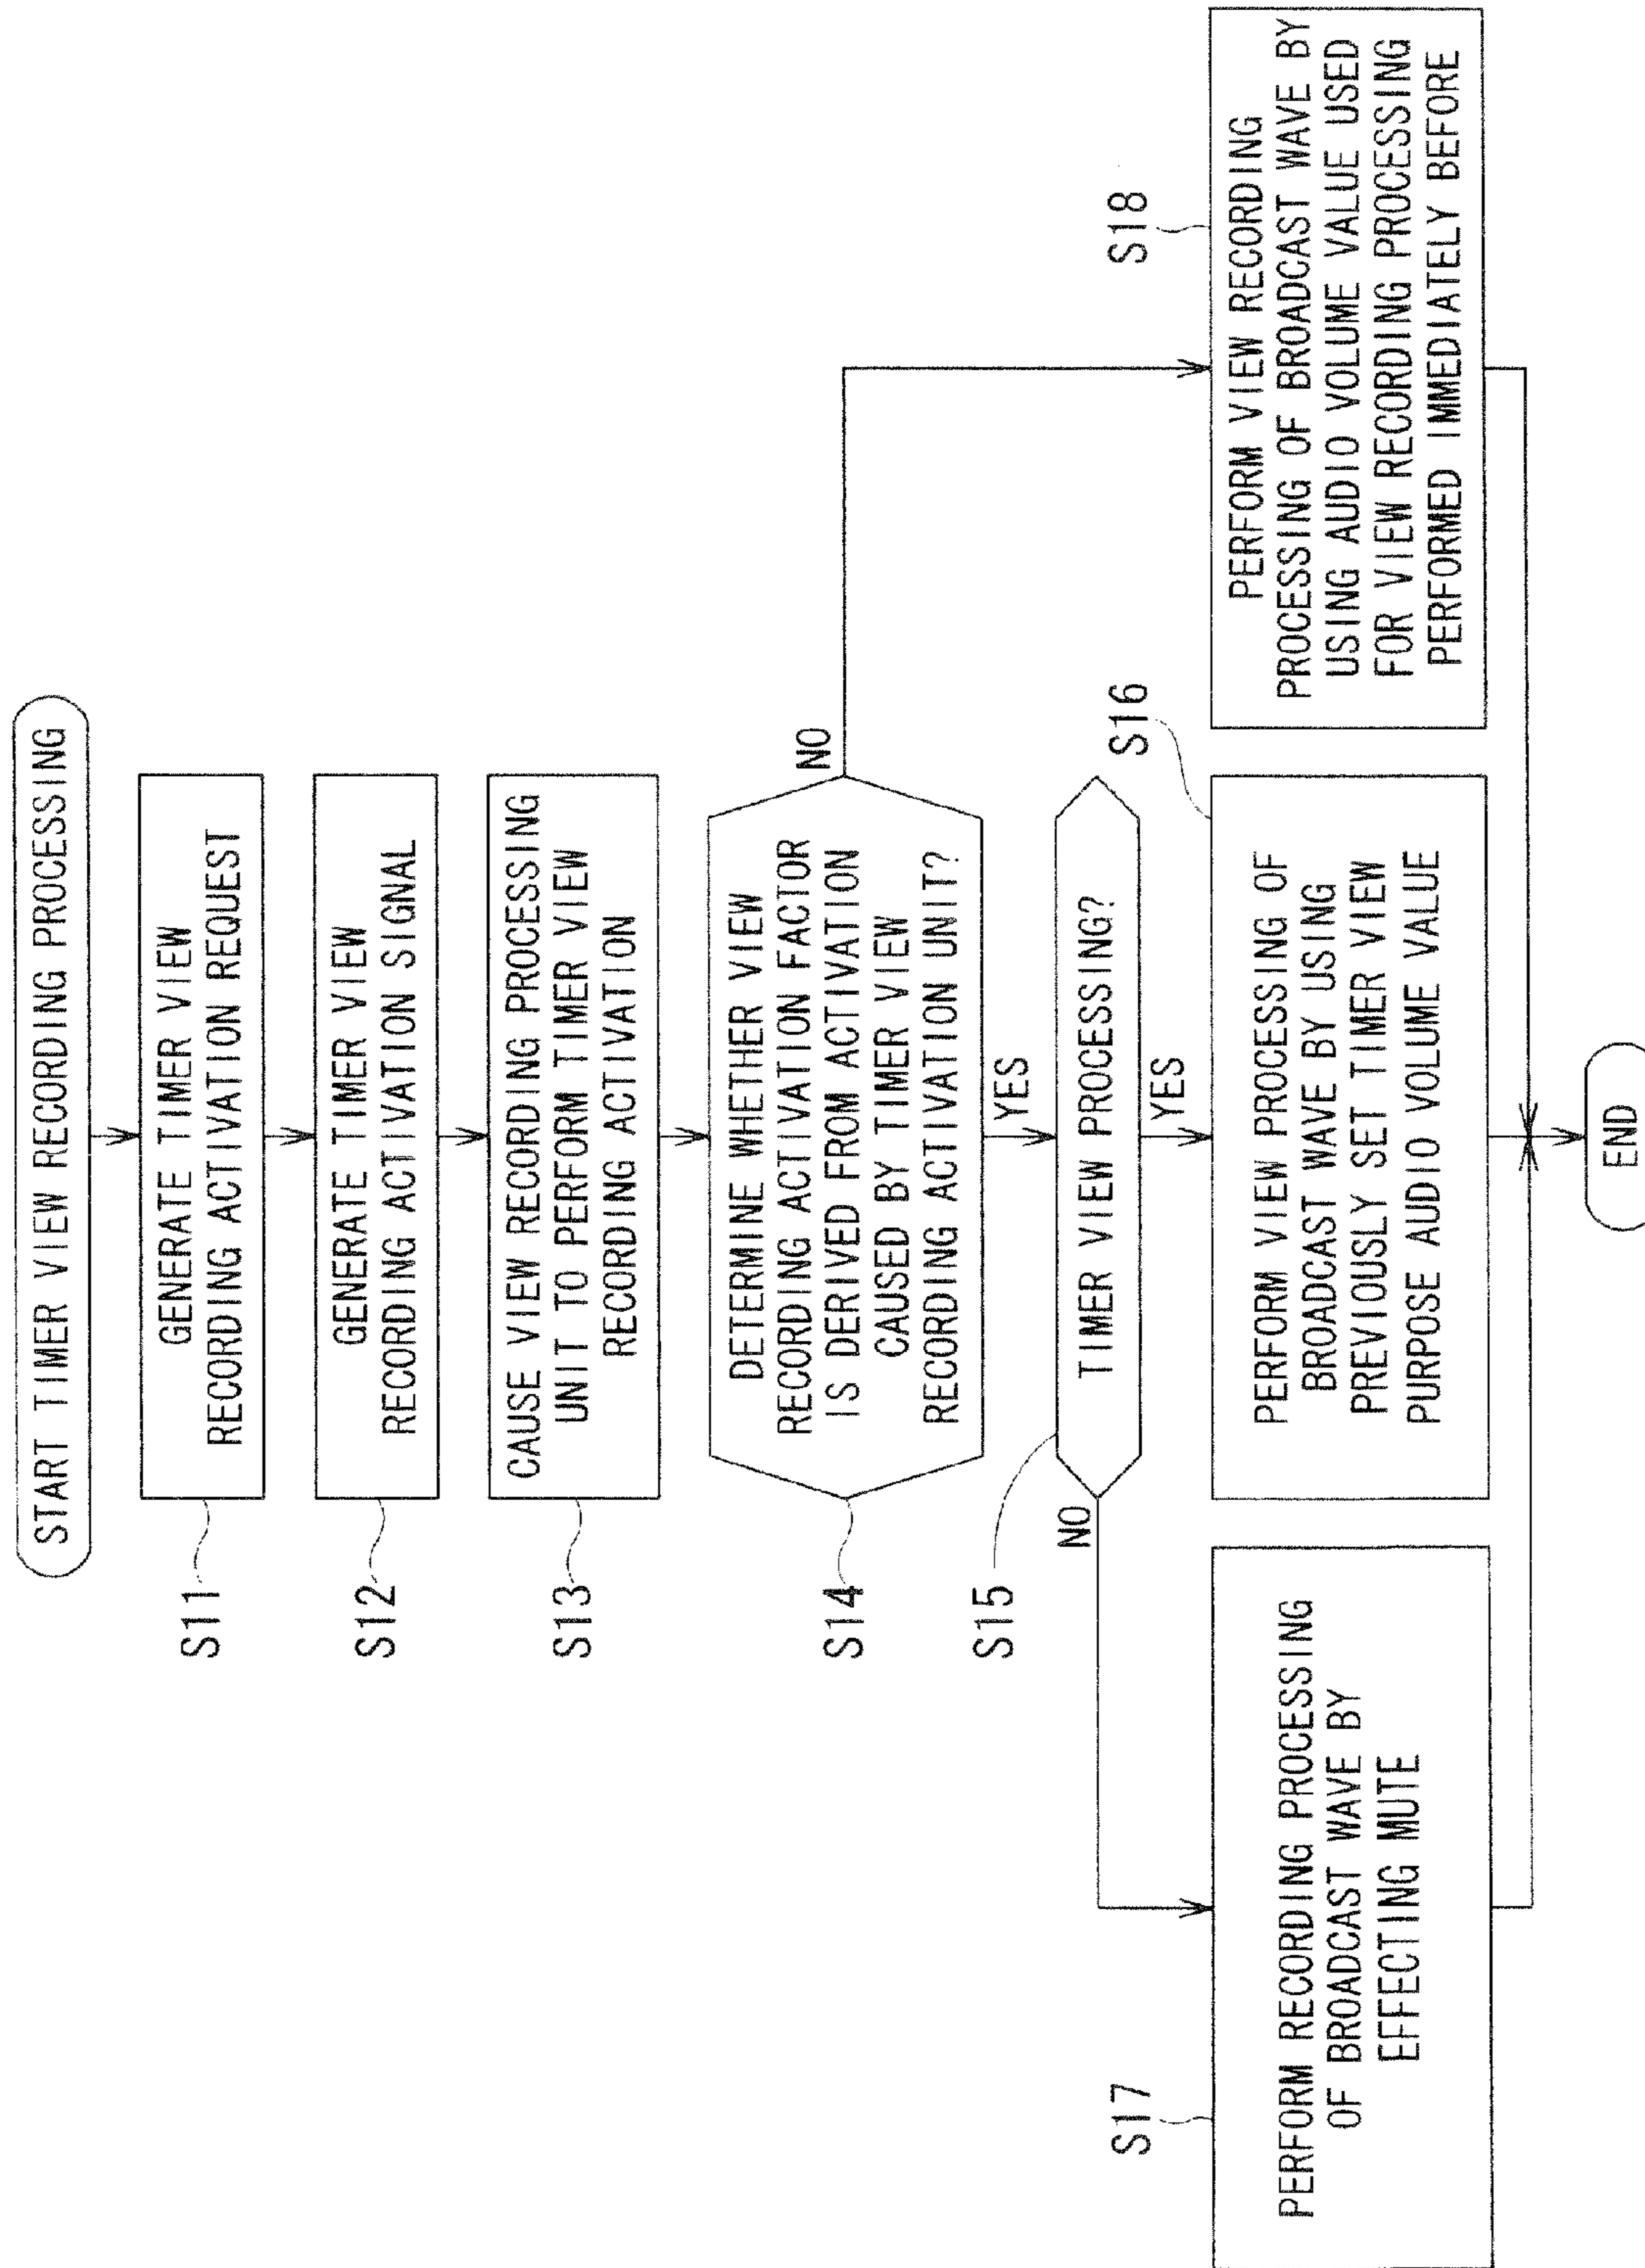 START TIMER VIEW RECORDING PROCESSING
S11
GENERATE TIMER VIEW
RECORDING ACTIVATION REQUEST
S12
GENERATE TIMER VIEW
RECORDING ACTIVATION SIGNAL
S13
CAUSE VIEW RECORDING PROCESSING
UNIT TO PERFORM TIMER VIEW
RECORDING ACTIVATION
S14
DETERMINE WHETHER VIEW
RECORDING ACTIVATION FACTOR
IS DERIVED FROM ACTIVATION
CAUSED BY TIMER VIEW
RECORDING ACTIVATION UNIT?
NO
YES
S15
TIMER VIEW PROCESSING?
NO
YES
S17
PERFORM RECORDING PROCESSING
OF BROADCAST WAVE BY
EFFECTING MUTE
S16
PERFORM VIEW PROCESSING OF
BROADCAST WAVE BY USING
PREVIOUSLY SET TIMER VIEW
PURPOSE AUDIO VOLUME VALUE
S18
PERFORM VIEW RECORDING
PROCESSING OF BROADCAST WAVE BY
USING AUDIO VOLUME VALUE USED
FOR VIEW RECORDING PROCESSING
PERFORMED IMMEDIATELY BEFORE
END